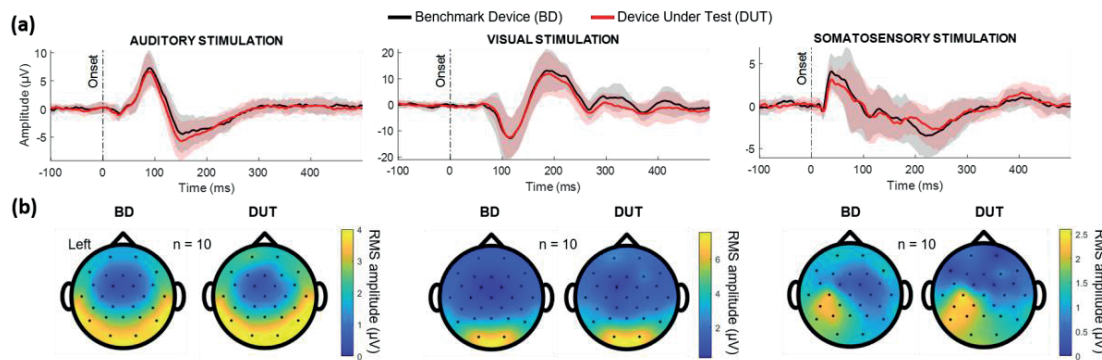 Benchmark Device (BD) Device Under Test (DUT)
(a)
AUDITORY STIMULATION VISUAL STIMULATION SOMATOSENSORY STIMULATION
Amplitude (µV)
10
5
0
-5
Onset
-100 0 100 200 300 400
Time (ms)
20
10
0
-10
-20
Onset
-100 0 100 200 300 400
Time (ms)
5
0
-5
Onset
-100 0 100 200 300 400
Time (ms)
(b)
BD DUT
Left n = 10
4
3
2
1
0
RMS amplitude (µV)
BD DUT
n = 10
6
4
2
RMS amplitude (µV)
BD DUT
n = 10
2.5
2
1.5
1
0.5
0
RMS amplitude (µV)